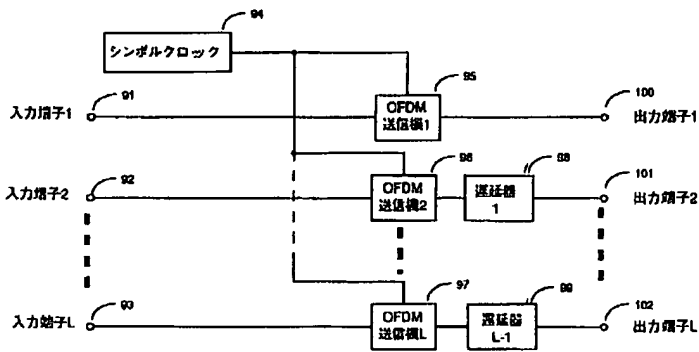 94
シンボルクロック
95
100
91
入力端子1
OFDM
送信機1
出力端子1
96
98
101
92
入力端子2
OFDM
送信機2
遅延器
1
出力端子2
97
99
102
93
入力端子L
OFDM
送信機L
遅延器
L-1
出力端子L